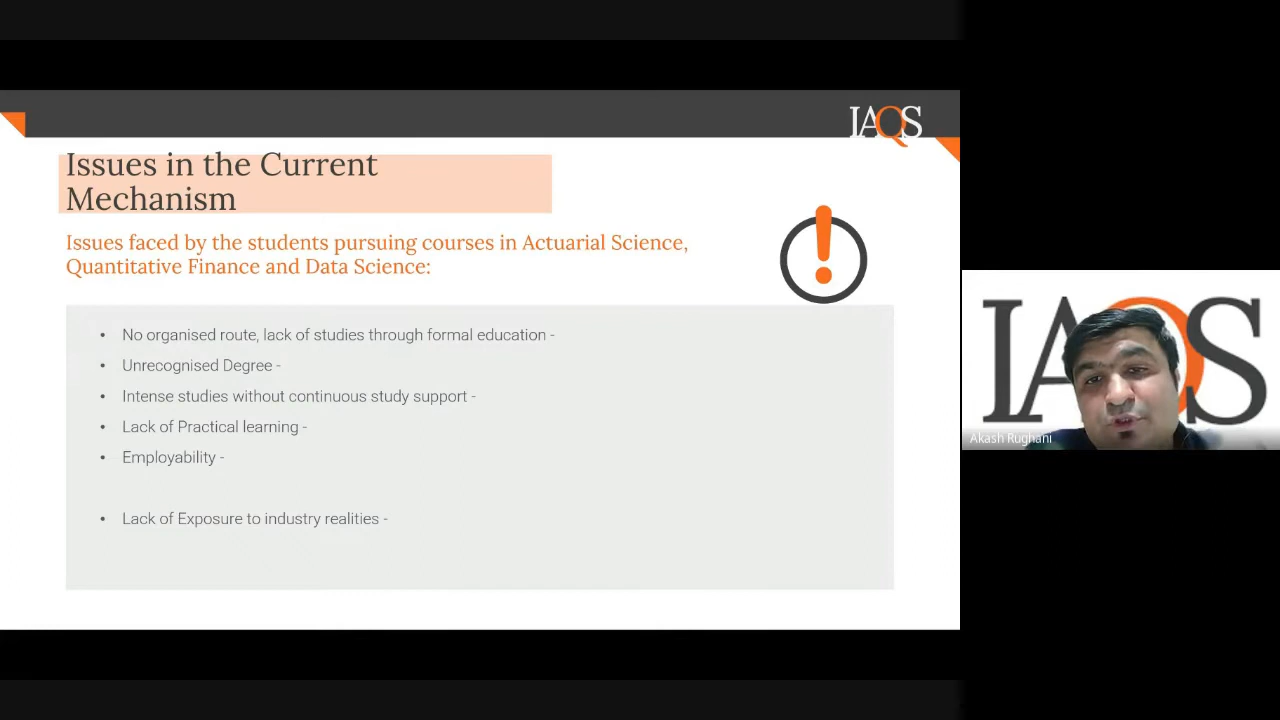 IAQS
Issues in the Current
Mechanism
Issues faced by the students pursuing courses in Actuarial Science,
Quantitative Finance and Data Science:
• No organised route, lack of studies through formal education -
• Unrecognised Degree -
• Intense studies without continuous study support -
• Lack of Practical learning -
• Employability -
• Lack of Exposure to industry realities -
IAQS
Akash Rughani